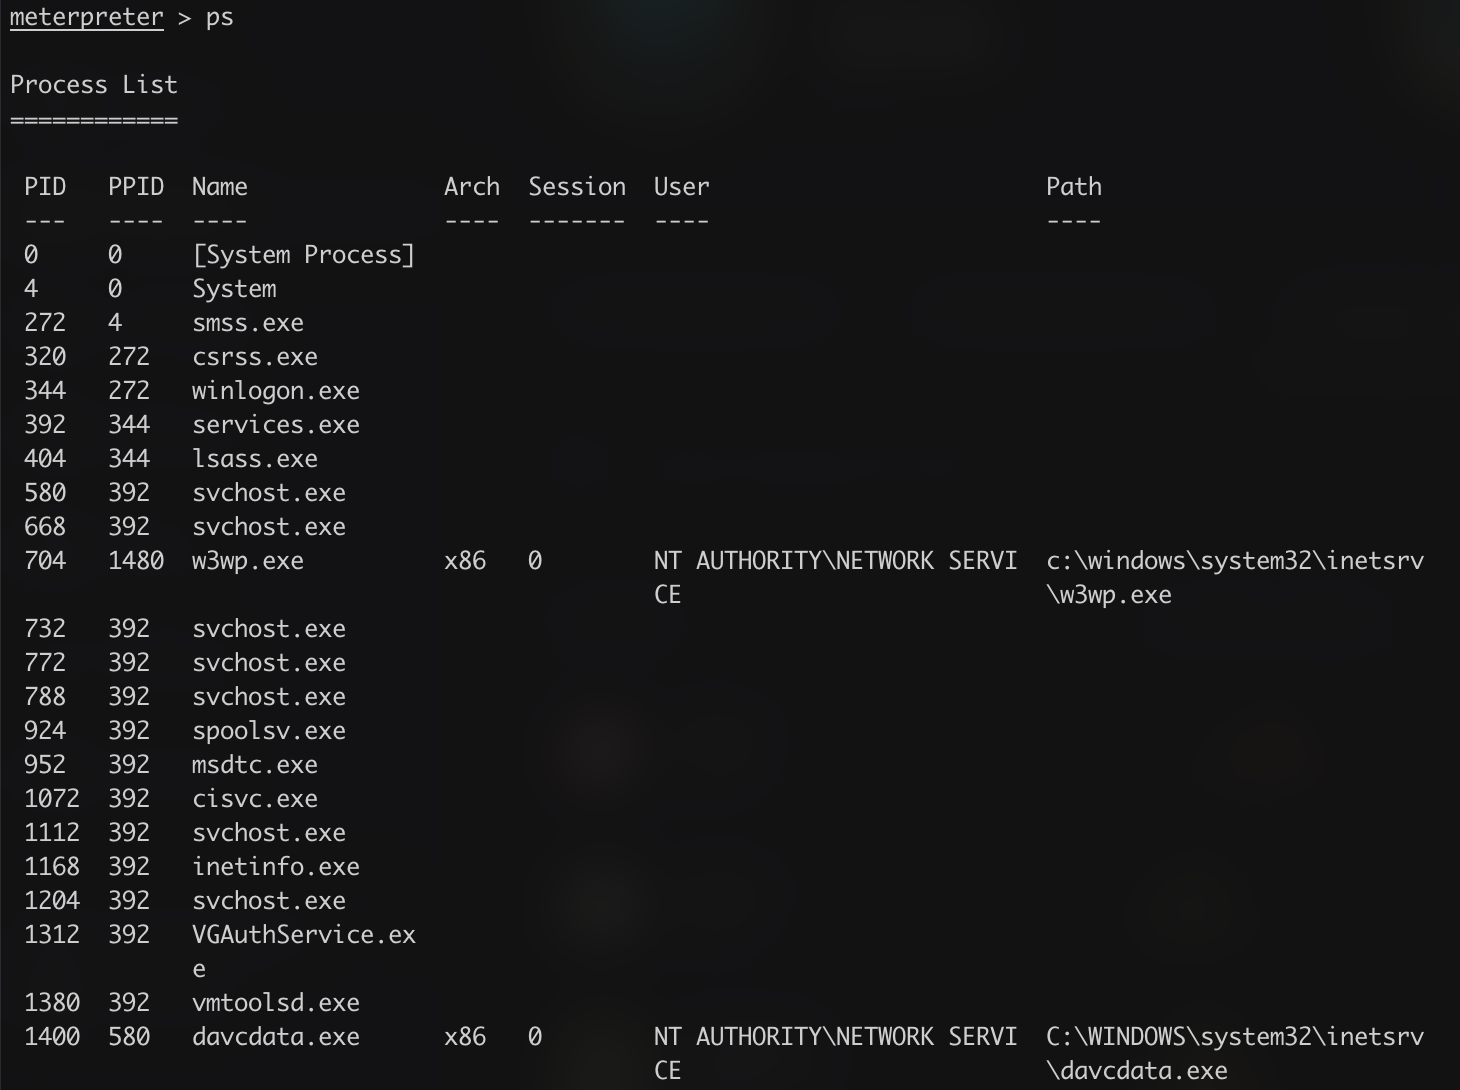 meterpreter > ps
Process List
============
PID   PPID  Name              Arch  Session  User                        Path
---   ----  ----              ----  -------  ----                        ----
0     0     [System Process]
4     0     System
272   4     smss.exe
320   272   csrss.exe
344   272   winlogon.exe
392   344   services.exe
404   344   lsass.exe
580   392   svchost.exe
668   392   svchost.exe
704   1480  w3wp.exe          x86   0        NT AUTHORITY\NETWORK SERVI  c:\windows\system32\inetsrv
                                             CE                          \w3wp.exe
732   392   svchost.exe
772   392   svchost.exe
788   392   svchost.exe
924   392   spoolsv.exe
952   392   msdtc.exe
1072  392   cisvc.exe
1112  392   svchost.exe
1168  392   inetinfo.exe
1204  392   svchost.exe
1312  392   VGAuthService.ex
            e
1380  392   vmtoolsd.exe
1400  580   davcdata.exe      x86   0        NT AUTHORITY\NETWORK SERVI  C:\WINDOWS\system32\inetsrv
                                             CE                          \davcdata.exe